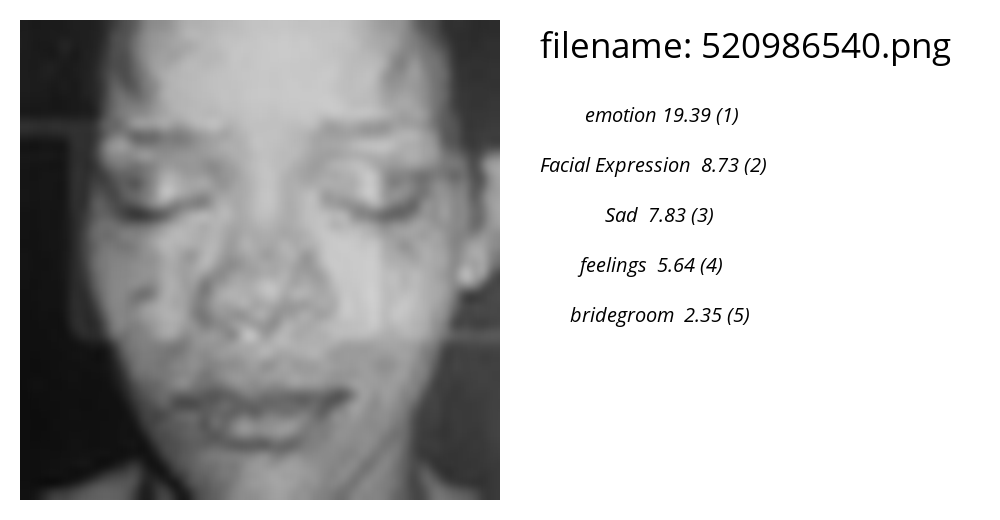 filename: 520986540.png
emotion 19.39 (1)
Facial Expression 8.73 (2)
Sad 7.83 (3)
feelings 5.64 (4)
bridegroom 2.35 (5)